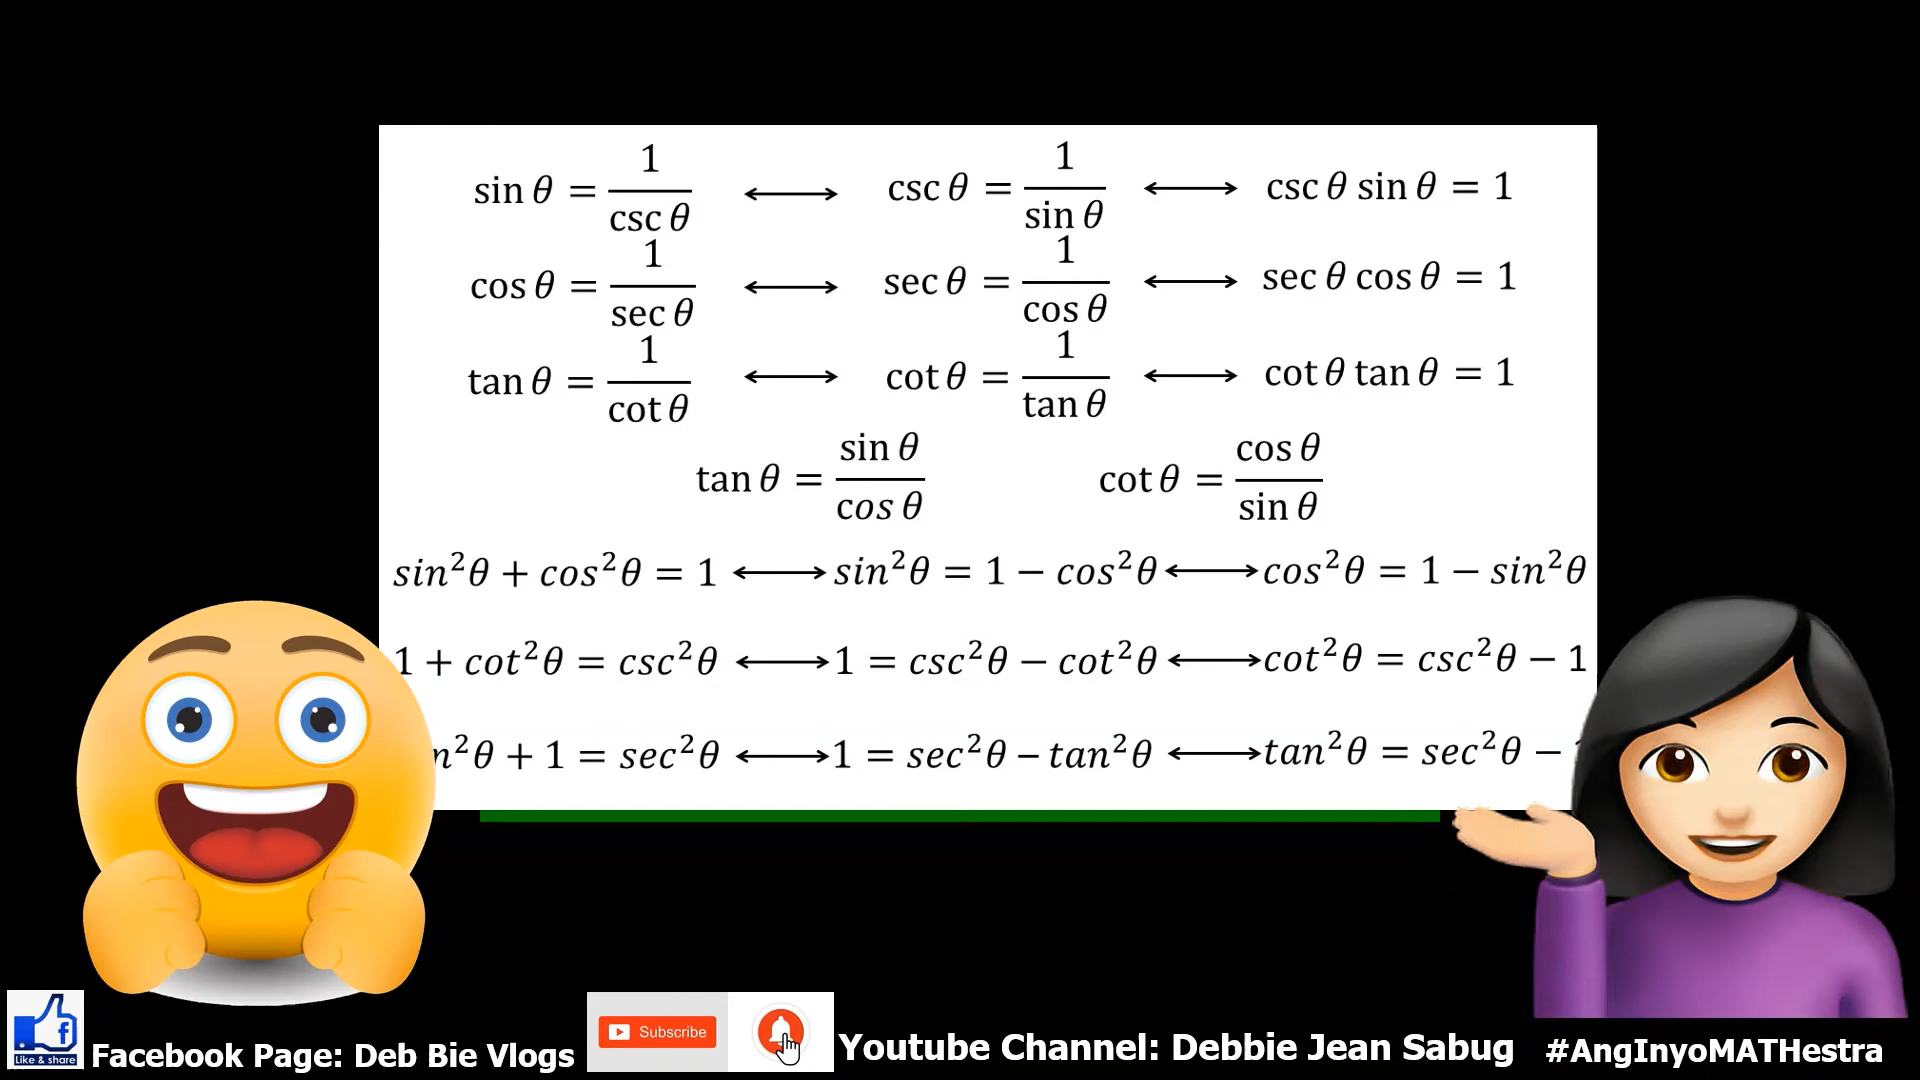 sin θ = 1/csc θ ⟷ csc θ = 1/sin θ ⟷ csc θ sin θ = 1
cos θ = 1/sec θ ⟷ sec θ = 1/cos θ ⟷ sec θ cos θ = 1
tan θ = 1/cot θ ⟷ cot θ = 1/tan θ ⟷ cot θ tan θ = 1
tan θ = sin θ/cos θ cot θ = cos θ/sin θ
sin²θ + cos²θ = 1 ⟷ sin²θ = 1 − cos²θ ⟷ cos²θ = 1 − sin²θ
1 + cot²θ = csc²θ ⟷ 1 = csc²θ − cot²θ ⟷ cot²θ = csc²θ − 1
n²θ + 1 = sec²θ ⟷ 1 = sec²θ – tan²θ ⟷ tan²θ = sec²θ −
Like & share
Facebook Page: Deb Bie Vlogs
Subscribe
Youtube Channel: Debbie Jean Sabug
#AngInyoMATHestra